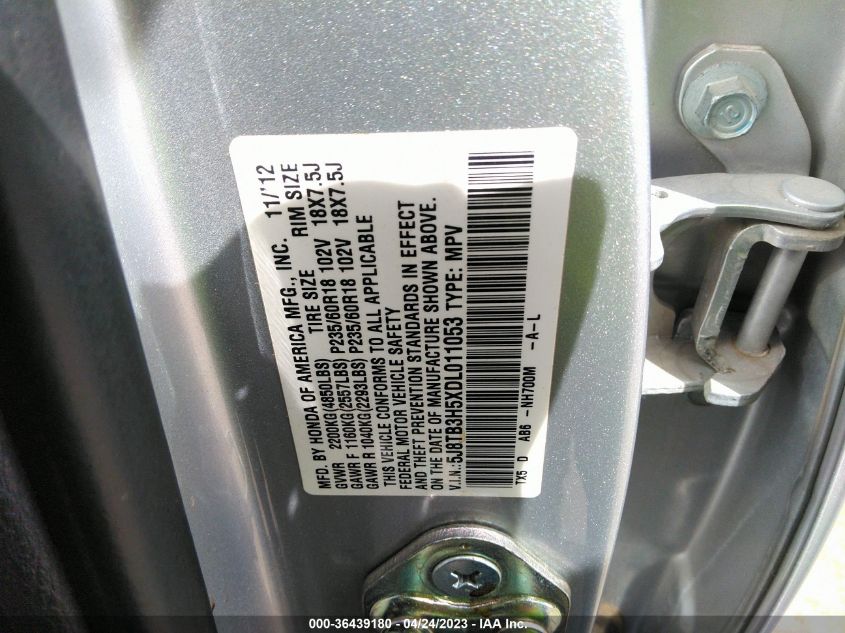 MFD. BY HONDA OF AMERICA MFG., INC. 11/'12
GVWR 2200KG(4850LBS) TIRE SIZE RIM SIZE
GAWR F 1160KG(2557LBS) P235/60R18 102V 18X7.5J
GAWR R 1040KG(2293LBS) P235/60R18 102V 18X7.5J
THIS VEHICLE CONFORMS TO ALL APPLICABLE
FEDERAL MOTOR VEHICLE SAFETY
AND THEFT PREVENTION STANDARDS IN EFFECT
ON THE DATE OF MANUFACTURE SHOWN ABOVE.
V.I.N.:5J8TB3H5XDL011053 TYPE: MPV
TX5 D AB6 -NH700M -A-L
000-36439180 - 04/24/2023 - IAA Inc.